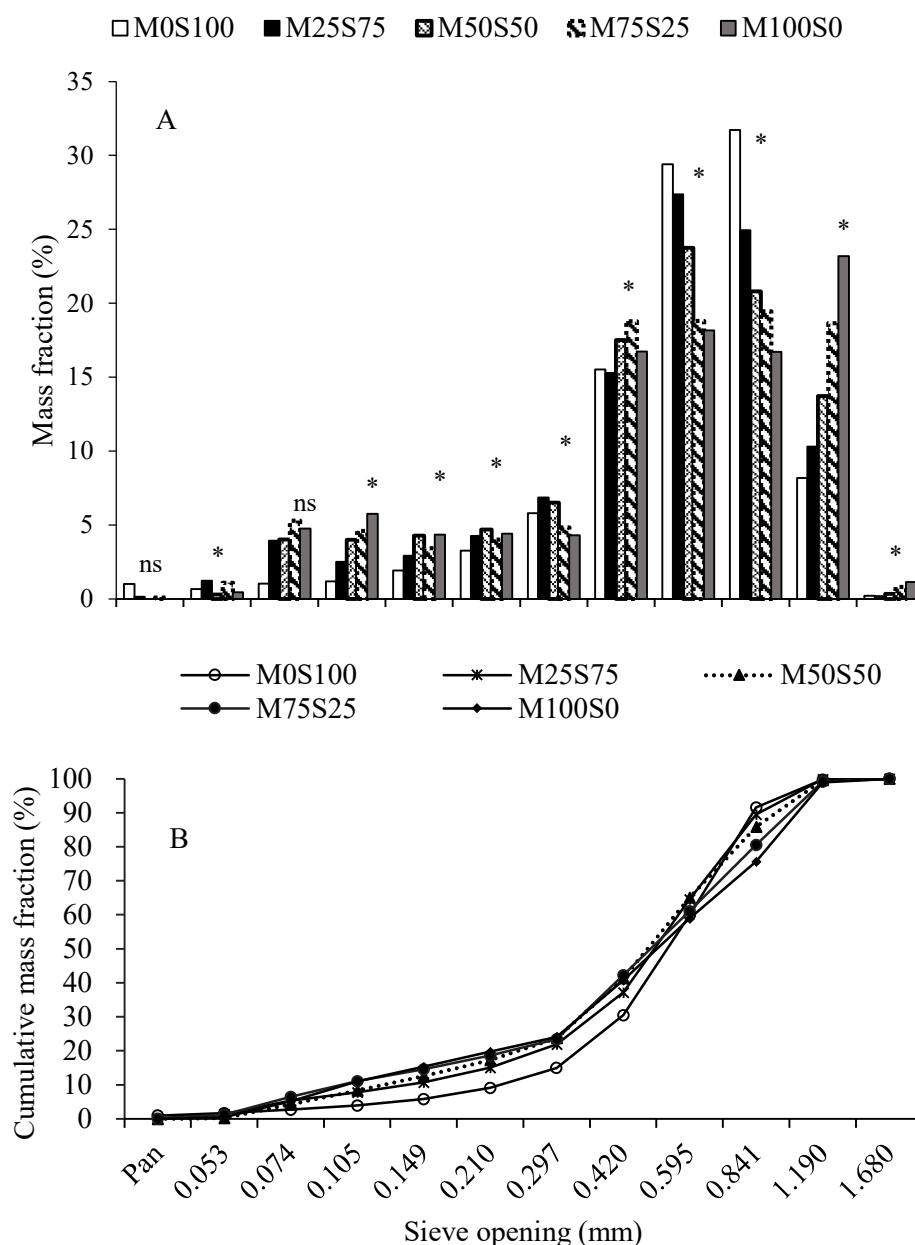 M0S100 M25S75 M50S50 M75S25 M100S0
35
A
30
*
*
25
*
20
*
15
10
*
*
*
*
5
ns
ns
*
*
0
Mass fraction (%)
M0S100 M25S75 M50S50
M75S25 M100S0
100
90
B
80
70
60
50
40
30
20
10
0
Cumulative mass fraction (%)
Pan 0.053 0.074 0.105 0.149 0.210 0.297 0.420 0.595 0.841 1.190 1.680
Sieve opening (mm)